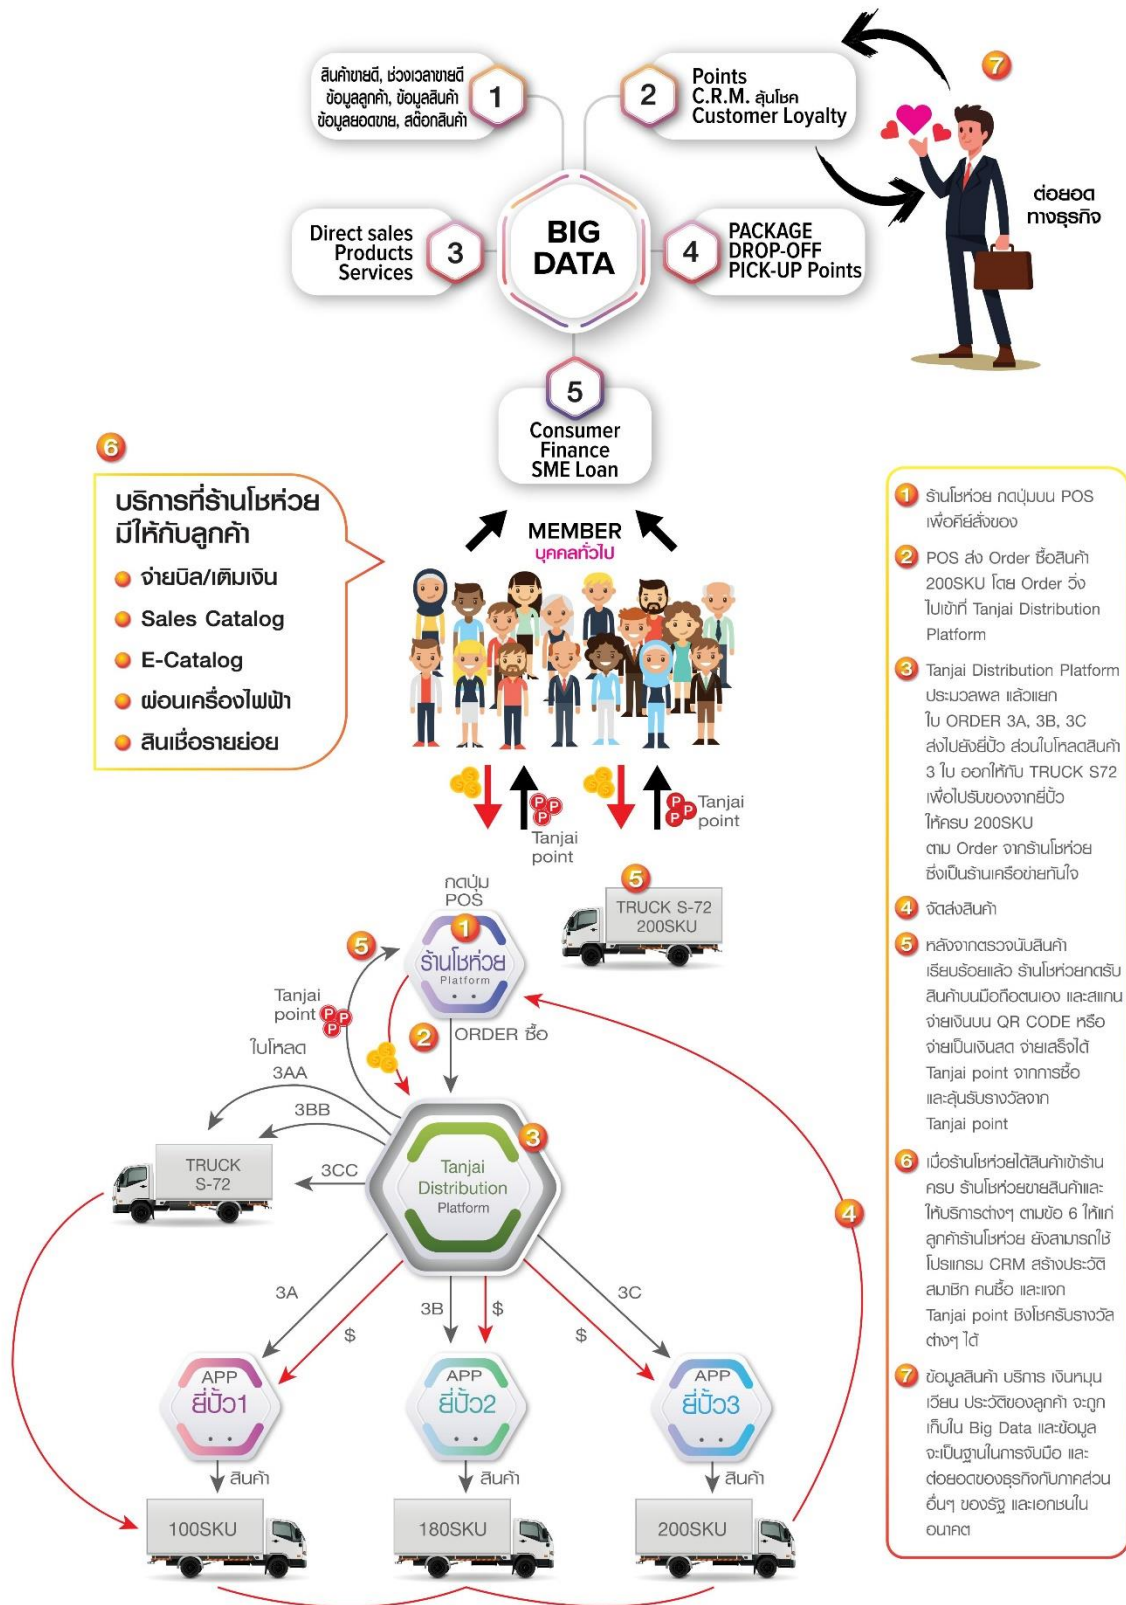 สินค้าขายดี, ช่วงเวลาขายดี
ข้อมูลลูกค้า, ข้อมูลสินค้า
ข้อมูลยอดขาย, สต๊อกสินค้า
1
2
Points
C.R.M. ลุ้นโชค
Customer Loyalty
7
ต่อยอด
ทางธุรกิจ
Direct sales
Products
Services
3
BIG
DATA
4
PACKAGE
DROP-OFF
PICK-UP Points
5
Consumer
Finance
SME Loan
6
บริการที่ร้านโชห่วย
มีให้กับลูกค้า
จ่ายบิล/เติมเงิน
Sales Catalog
E-Catalog
ผ่อนเครื่องไฟฟ้า
สินเชื่อรายย่อย
MEMBER
บุคคลทั่วไป
P P P
Tanjai
point
P P P
Tanjai
point
กดปุ่ม
POS
1
ร้านโชห่วย
Platform
5
TRUCK S-72
200SKU
5
Tanjai
point
P P P
2
ORDER ซื้อ
ใบโหลด
3AA
3BB
3CC
TRUCK
S-72
3
Tanjai
Distribution
Platform
4
3A
$
3B
$
3C
$
APP
ยี่ปั๊ว1
APP
ยี่ปั๊ว2
APP
ยี่ปั๊ว3
สินค้า
สินค้า
สินค้า
100SKU
180SKU
200SKU
1 ร้านโชห่วย กดปุ่มบน POS
เพื่อคีย์สั่งของ
2 POS ส่ง Order ซื้อสินค้า
200SKU โดย Order วิ่ง
ไปเข้าที่ Tanjai Distribution
Platform
3 Tanjai Distribution Platform
ประมวลผล แล้วแยก
ใบ ORDER 3A, 3B, 3C
ส่งไปยังยี่ปั๊ว ส่วนใบโหลดสินค้า
3 ใบ ออกให้กับ TRUCK S72
เพื่อไปรับของจากยี่ปั๊ว
ให้ครบ 200SKU
ตาม Order จากร้านโชห่วย
ซึ่งเป็นร้านเครือข่ายทันใจ
4 จัดส่งสินค้า
5 หลังจากตรวจนับสินค้า
เรียบร้อยแล้ว ร้านโชห่วยกดรับ
สินค้าบนมือถือตนเอง และสแกน
จ่ายเงินบน QR CODE หรือ
จ่ายเป็นเงินสด จ่ายเสร็จได้
Tanjai point จากการซื้อ
และลุ้นรับรางวัลจาก
Tanjai point
6 เมื่อร้านโชห่วยได้สินค้าเข้าร้าน
ครบ ร้านโชห่วยขายสินค้าและ
ให้บริการต่างๆ ตามข้อ 6 ให้แก่
ลูกค้าร้านโชห่วย ยังสามารถใช้
โปรแกรม CRM สร้างประวัติ
สมาชิก คนซื้อ และแจก
Tanjai point ชิงโชครับรางวัล
ต่างๆ ได้
7 ข้อมูลสินค้า บริการ เงินหมุน
เวียน ประวัติของลูกค้า จะถูก
เก็บใน Big Data และข้อมูล
จะเป็นฐานในการจับมือ และ
ต่อยอดของธุรกิจกับภาคส่วน
อื่นๆ ของรัฐ และเอกชนใน
อนาคต